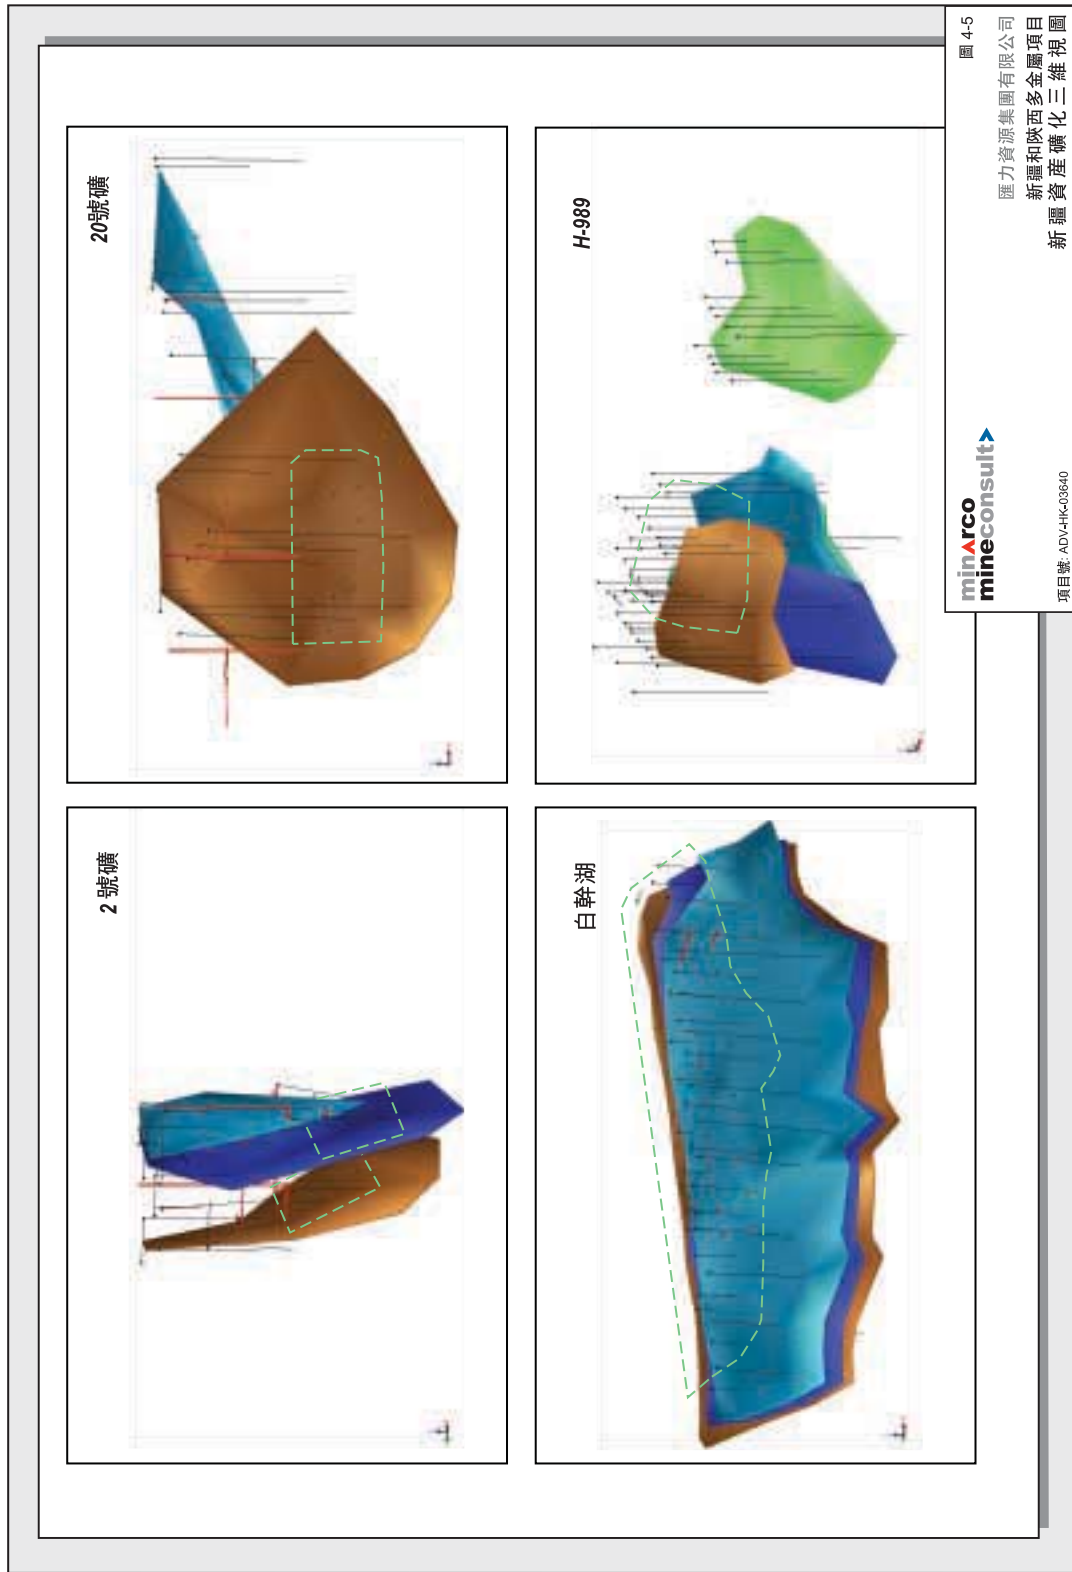 2 號礦
20號礦
白幹湖
H-989
minarco
mineconsult
項目號: ADV-HK-03640
圖 4-5
匯力資源集團有限公司
新疆和陝西多金屬項目
新疆資產礦化三維視圖